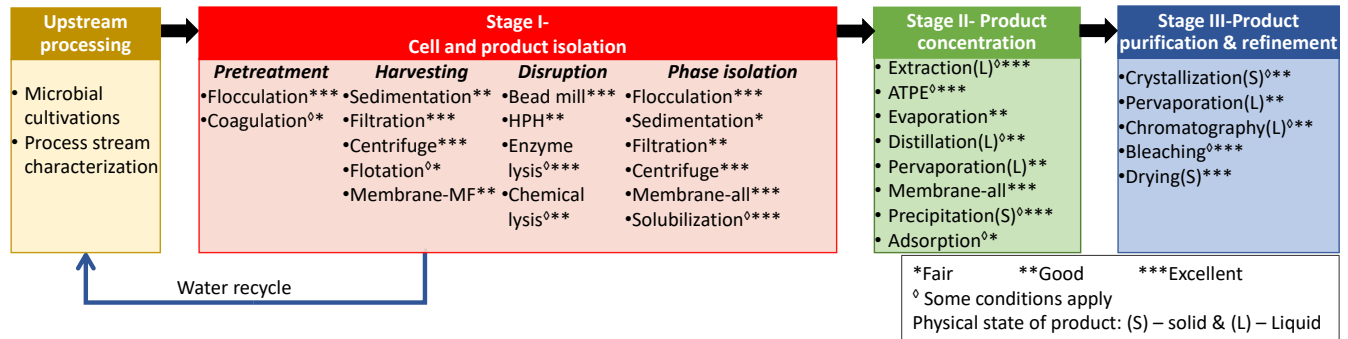 Upstream
processing
• Microbial
cultivations
• Process stream
characterization
Stage I-
Cell and product isolation
Pretreatment
•Flocculation***
•Coagulation◊*
Harvesting
•Sedimentation**
•Filtration***
•Centrifuge***
•Flotation◊*
•Membrane-MF**
Disruption
•Bead mill***
•HPH**
•Enzyme
lysis◊***
•Chemical
lysis◊**
Phase isolation
•Flocculation***
•Sedimentation*
•Filtration**
•Centrifuge***
•Membrane-all***
•Solubilization◊***
Stage II- Product
concentration
• Extraction(L)◊***
• ATPE◊***
• Evaporation**
• Distillation(L)◊**
• Pervaporation(L)**
• Membrane-all***
• Precipitation(S)◊***
• Adsorption◊*
Stage III-Product
purification & refinement
•Crystallization(S)◊**
•Pervaporation(L)**
•Chromatography(L)◊**
•Bleaching◊***
•Drying(S)***
Water recycle
*Fair **Good ***Excellent
◊ Some conditions apply
Physical state of product: (S) – solid & (L) – Liquid